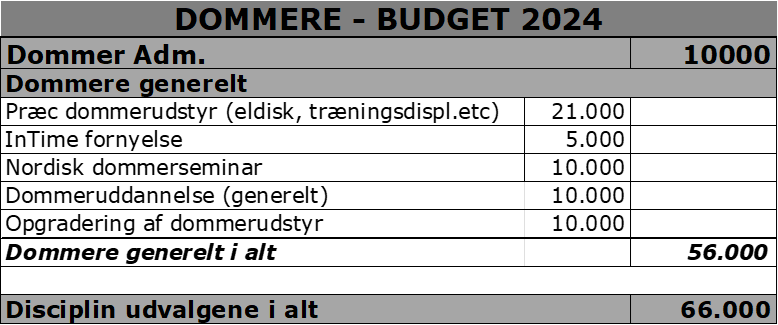 DOMMERE - BUDGET 2024
Dommer Adm. 10000
Dommere generelt
Præc dommerudstyr (eldisk, træningsdispl.etc) 21.000
InTime fornyelse 5.000
Nordisk dommerseminar 10.000
Dommeruddannelse (generelt) 10.000
Opgradering af dommerudstyr 10.000
Dommere generelt i alt 56.000
Disciplin udvalgene i alt 66.000